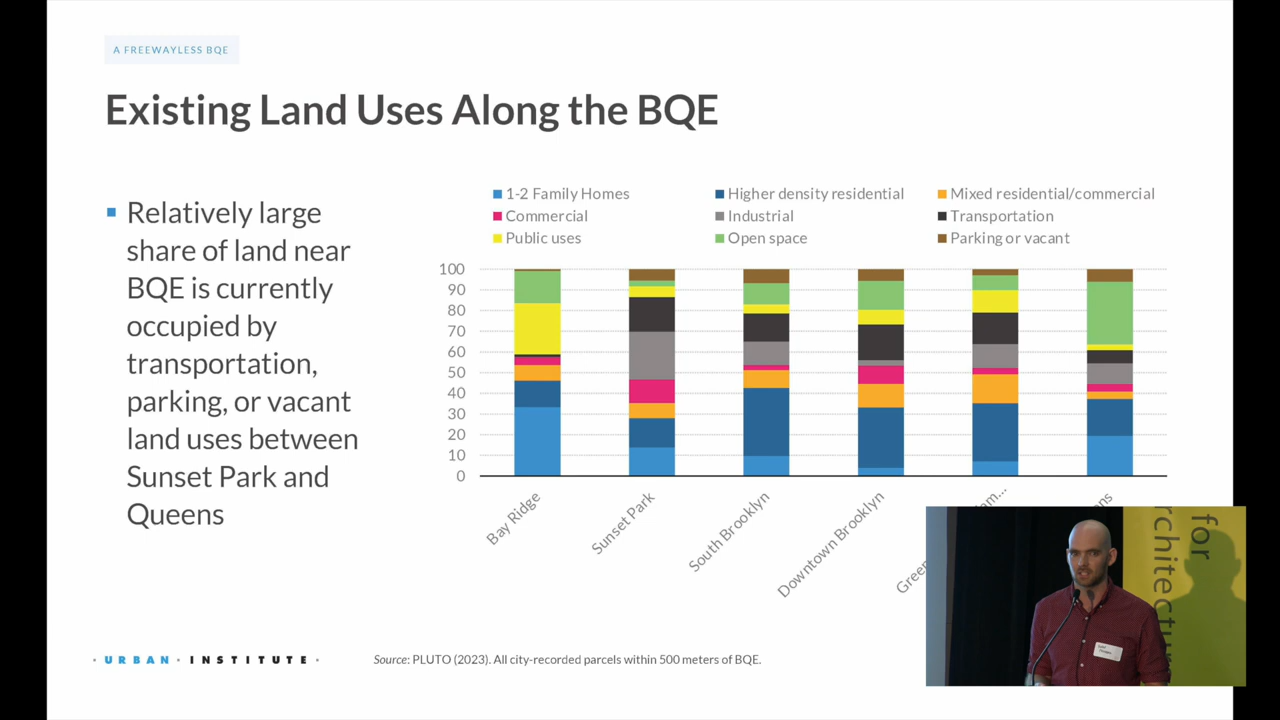 A FREEWAYLESS BQE
Existing Land Uses Along the BQE
Relatively large
share of land near
BQE is currently
occupied by
transportation,
parking, or vacant
land uses between
Sunset Park and
Queens
1-2 Family Homes
Higher density residential
Mixed residential/commercial
Commercial
Industrial
Transportation
Public uses
Open space
Parking or vacant
100
90
80
70
60
50
40
30
20
10
0
Bay Ridge
Sunset Park
South Brooklyn
Downtown Brooklyn
for
rchitectur
· URBAN · INSTITUTE ·
Source: PLUTO (2023). All city-recorded parcels within 500 meters of BQE.